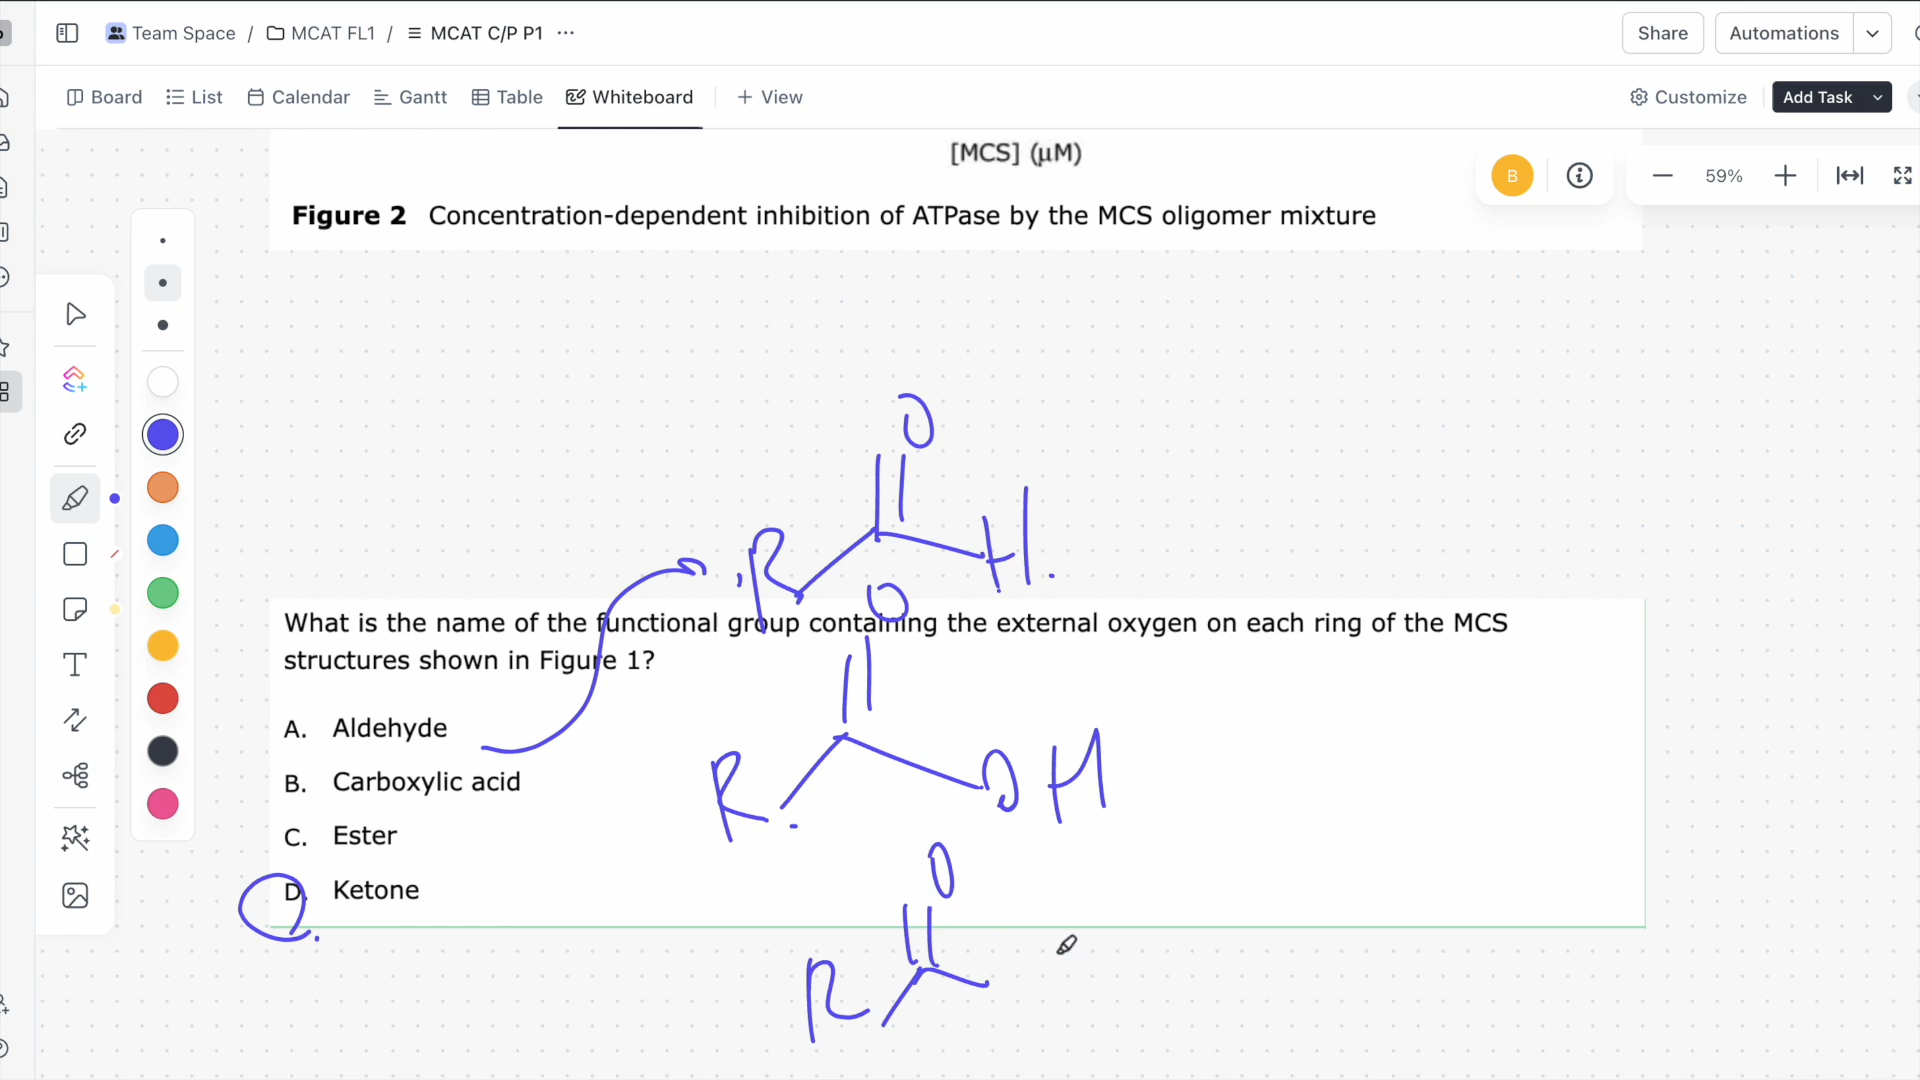 Team Space / MCAT FL1 / MCAT C/P P1 ...
Share
Automations
Board
List
Calendar
Gantt
Table
Whiteboard
+ View
Customize
Add Task
[MCS] (μM)
B
59%
Figure 2 Concentration-dependent inhibition of ATPase by the MCS oligomer mixture
O
R
H
O
What is the name of the functional group containing the external oxygen on each ring of the MCS
structures shown in Figure 1?
A. Aldehyde
B. Carboxylic acid
C. Ester
D. Ketone
R
OH
O
R
T